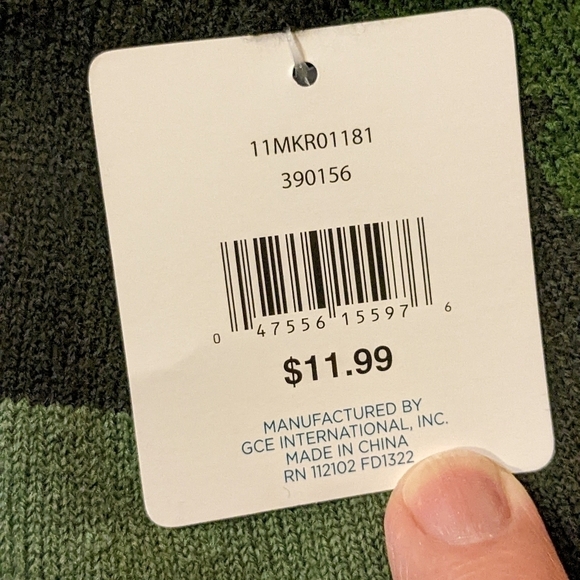 11MKR01181
390156
0 47556 15597 6
$11.99
MANUFACTURED BY
GCE INTERNATIONAL, INC.
MADE IN CHINA
RN 112102 FD1322